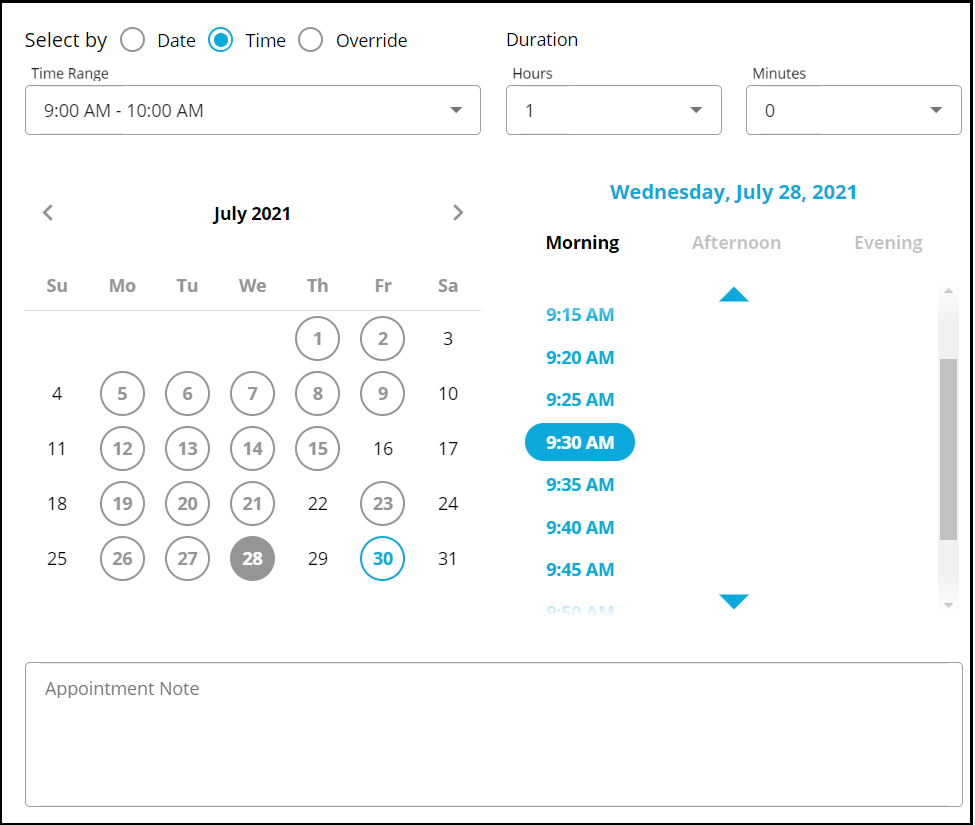 Select by Date Time Override
Duration
Time Range
Hours
Minutes
9:00 AM - 10:00 AM
1
0
July 2021
Su Mo Tu We Th Fr Sa
1 2 3
4 5 6 7 8 9 10
11 12 13 14 15 16 17
18 19 20 21 22 23 24
25 26 27 28 29 30 31
Wednesday, July 28, 2021
Morning Afternoon Evening
9:15 AM
9:20 AM
9:25 AM
9:30 AM
9:35 AM
9:40 AM
9:45 AM
9:50 AM
Appointment Note